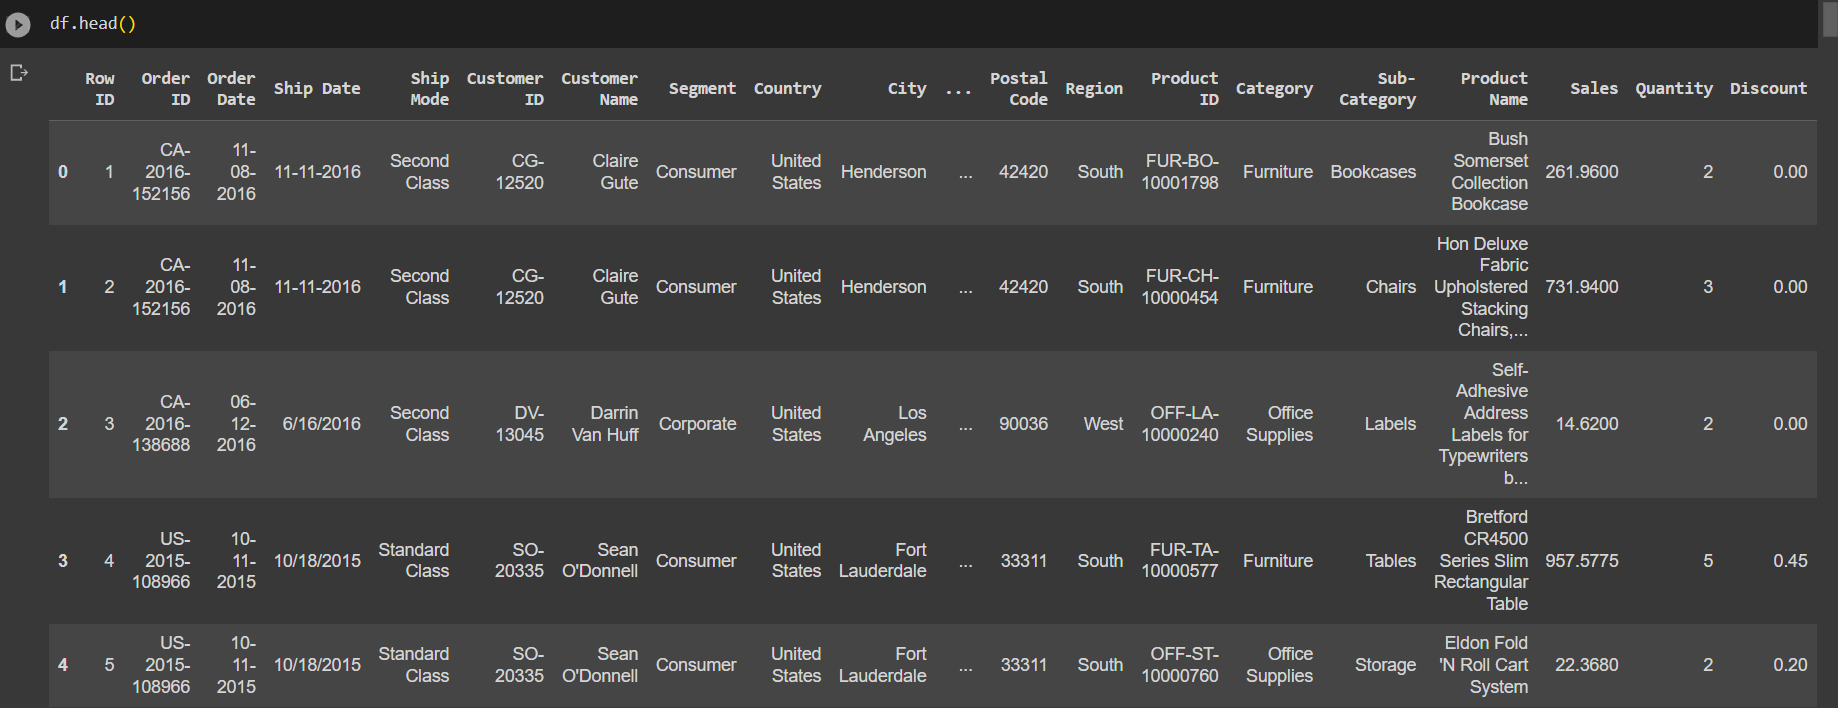 df.head()
Row ID Order ID Order Date Ship Date Ship Mode Customer ID Customer Name Segment Country City ... Postal Code Region Product ID Category Sub-Category Product Name Sales Quantity Discount
0 1 CA-2016-152156 11-08-2016 11-11-2016 Second Class CG-12520 Claire Gute Consumer United States Henderson ... 42420 South FUR-BO-10001798 Furniture Bookcases Bush Somerset Collection Bookcase 261.9600 2 0.00
1 2 CA-2016-152156 11-08-2016 11-11-2016 Second Class CG-12520 Claire Gute Consumer United States Henderson ... 42420 South FUR-CH-10000454 Furniture Chairs Hon Deluxe Fabric Upholstered Stacking Chairs,... 731.9400 3 0.00
2 3 CA-2016-138688 06-12-2016 6/16/2016 Second Class DV-13045 Darrin Van Huff Corporate United States Los Angeles ... 90036 West OFF-LA-10000240 Office Supplies Labels Self-Adhesive Address Labels for Typewriters b... 14.6200 2 0.00
3 4 US-2015-108966 10-11-2015 10/18/2015 Standard Class SO-20335 Sean O'Donnell Consumer United States Fort Lauderdale ... 33311 South FUR-TA-10000577 Furniture Tables Bretford CR4500 Series Slim Rectangular Table 957.5775 5 0.45
4 5 US-2015-108966 10-11-2015 10/18/2015 Standard Class SO-20335 Sean O'Donnell Consumer United States Fort Lauderdale ... 33311 South OFF-ST-10000760 Office Supplies Storage Eldon Fold 'N Roll Cart System 22.3680 2 0.20